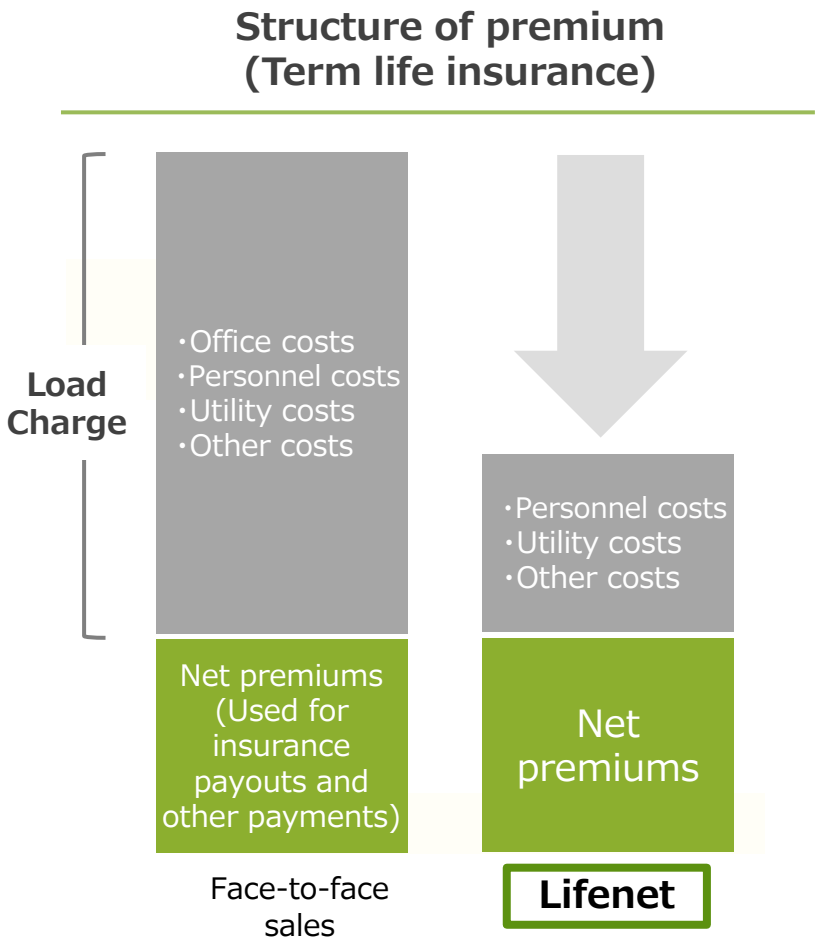 Structure of premium
(Term life insurance)
Load
Charge
・Office costs
・Personnel costs
・Utility costs
・Other costs
Net premiums
(Used for
insurance
payouts and
other payments)
Face-to-face
sales
・Personnel costs
・Utility costs
・Other costs
Net
premiums
Lifenet